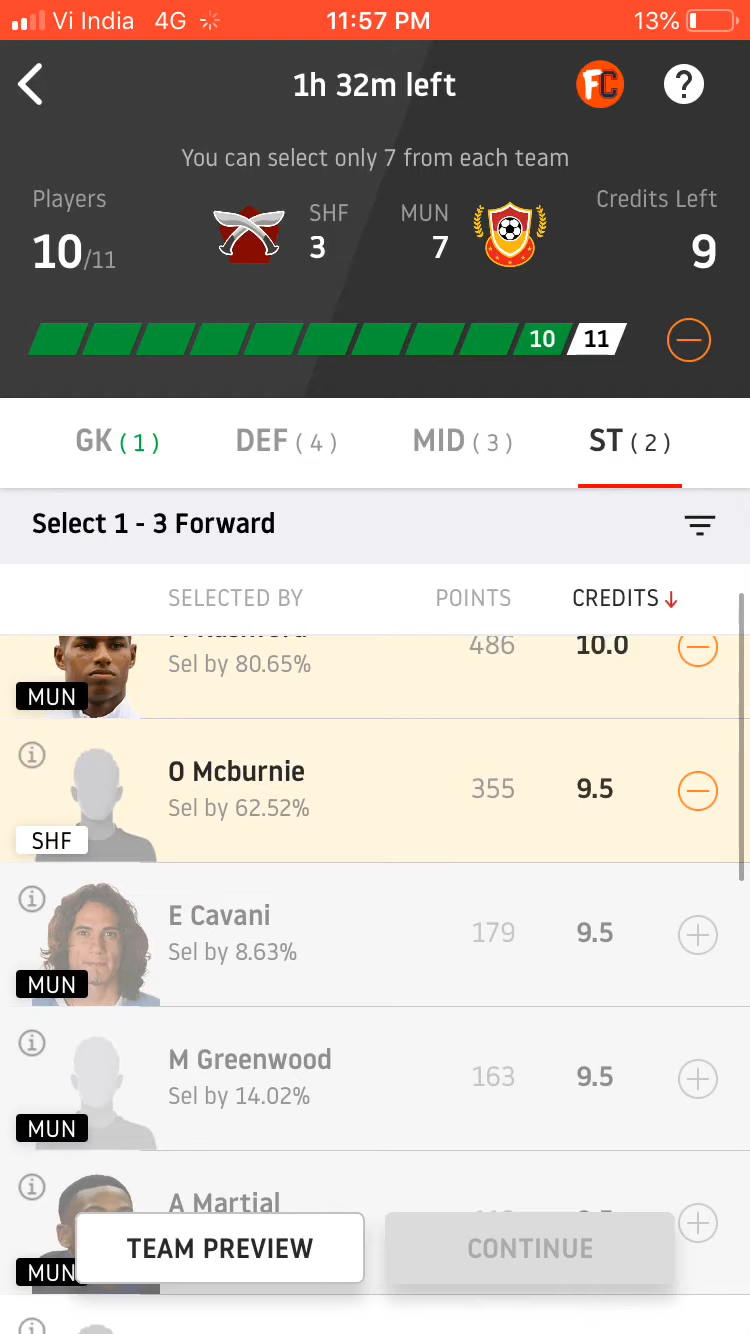 Vi India 4G 11:57 PM 13%
1h 32m left FC ?
You can select only 7 from each team
Players SHF MUN Credits Left
10/11 3 7 9
10 11
GK ( 1 ) DEF ( 4 ) MID ( 3 ) ST ( 2 )
Select 1 - 3 Forward
SELECTED BY POINTS CREDITS
486 10.0
Sel by 80.65%
MUN
O Mcburnie
355 9.5
Sel by 62.52%
SHF
E Cavani
179 9.5
Sel by 8.63%
MUN
M Greenwood
163 9.5
Sel by 14.02%
MUN
A Martial
MUN
TEAM PREVIEW CONTINUE